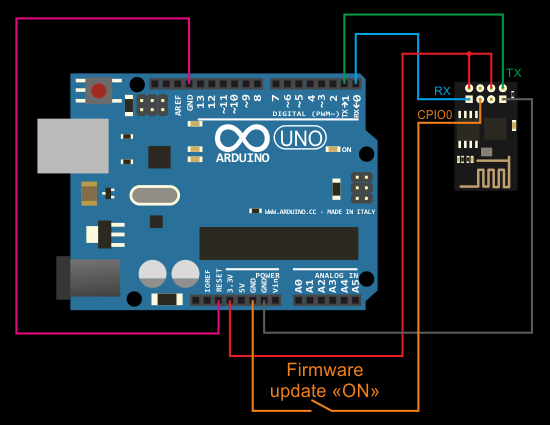 TX
RX
CPIO0
AREF
GND
13
12
~11
~10
~9
8
7
~6
~5
4
~3
2
TX→1
RX←0
DIGITAL (PWM~)
UNO
ARDUINO
ON
WWW.ARDUINO.CC - MADE IN ITALY
POWER
ANALOG IN
IOREF
RESET
3.3V
5V
GND
GND
Vin
A0
A1
A2
A3
A4
A5
Firmware
update «ON»